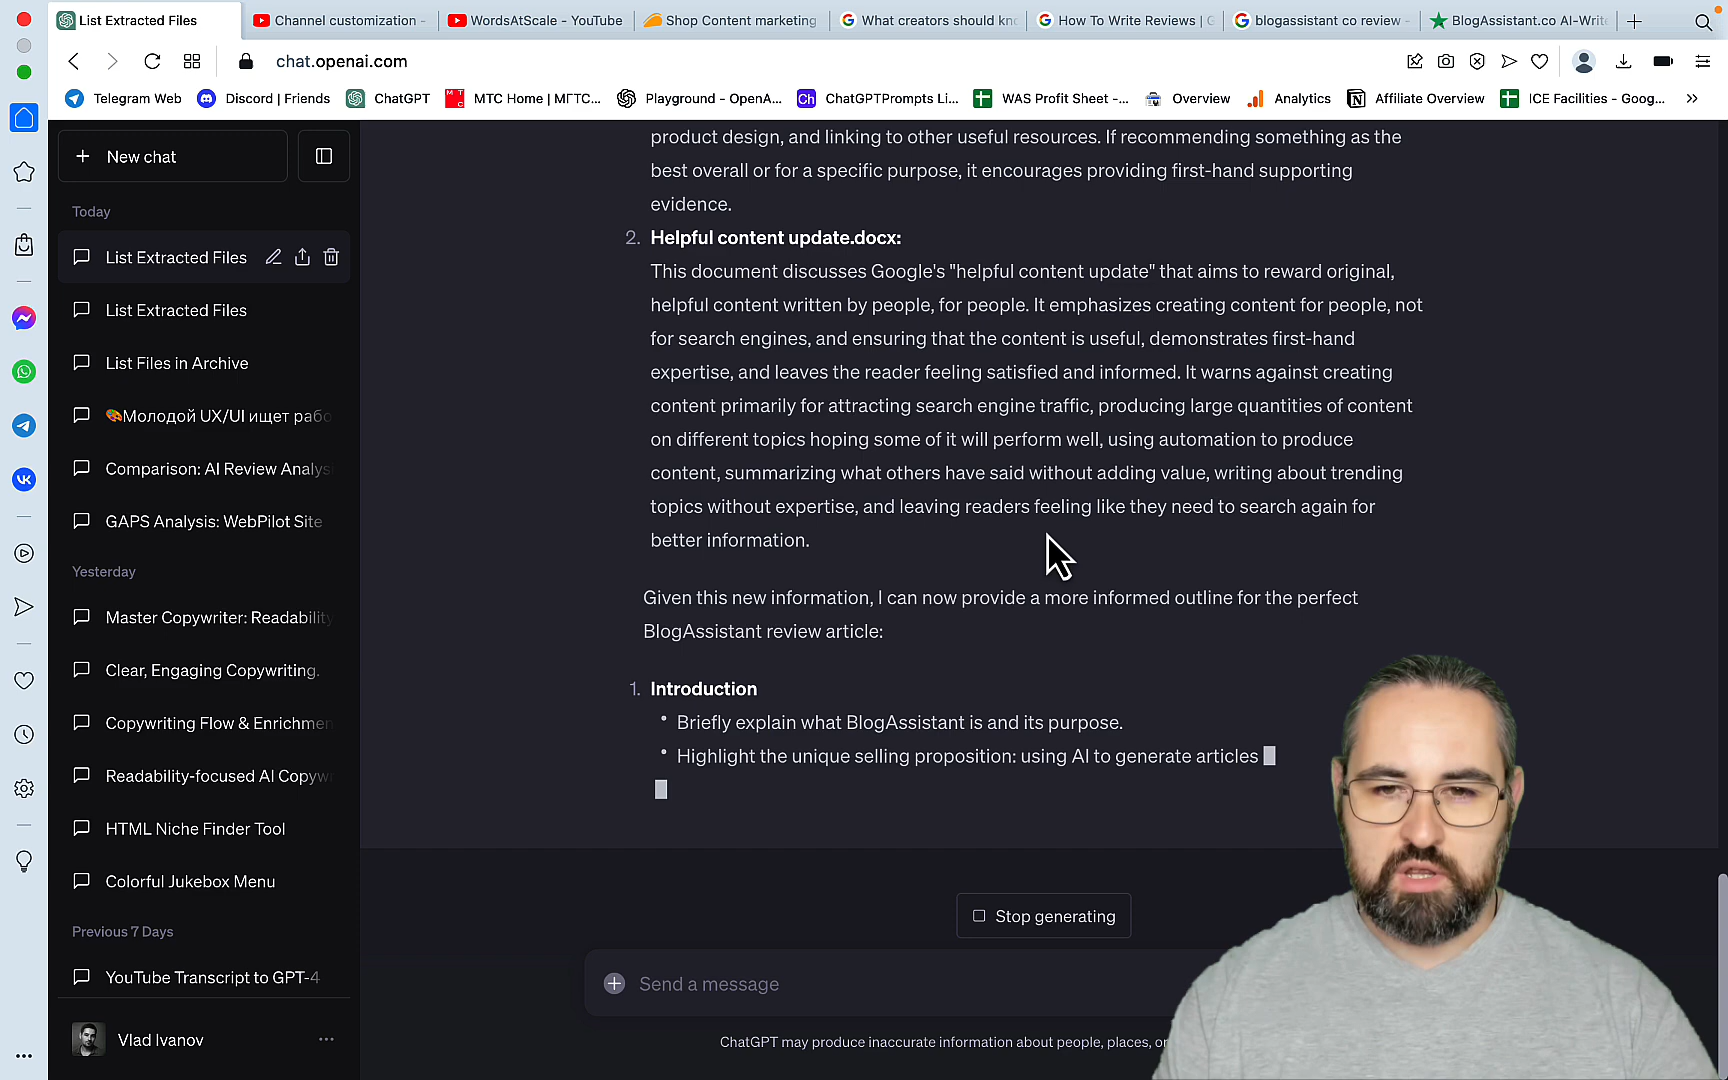 List Extracted Files
Channel customization -
WordsAtScale - YouTube
Shop Content marketing
What creators should kn
How To Write Reviews | G
blogassistant co review -
BlogAssistant.co AI-Write
chat.openai.com
Telegram Web
Discord | Friends
ChatGPT
МТС Home | МГТС...
Playground - OpenA...
Ch ChatGPTPrompts Li...
WAS Profit Sheet -...
Overview
Analytics
Affiliate Overview
ICE Facilities - Goog...
New chat
Today
List Extracted Files
List Extracted Files
List Files in Archive
Молодой UX/UI ищет рабо
Comparison: AI Review Analys
GAPS Analysis: WebPilot Site
Yesterday
Master Copywriter: Readability
Clear, Engaging Copywriting.
Copywriting Flow & Enrichmen
Readability-focused AI Copyw
HTML Niche Finder Tool
Colorful Jukebox Menu
Previous 7 Days
YouTube Transcript to GPT-4
Vlad Ivanov
product design, and linking to other useful resources. If recommending something as the
best overall or for a specific purpose, it encourages providing first-hand supporting
evidence.
2. Helpful content update.docx:
This document discusses Google's "helpful content update" that aims to reward original,
helpful content written by people, for people. It emphasizes creating content for people, not
for search engines, and ensuring that the content is useful, demonstrates first-hand
expertise, and leaves the reader feeling satisfied and informed. It warns against creating
content primarily for attracting search engine traffic, producing large quantities of content
on different topics hoping some of it will perform well, using automation to produce
content, summarizing what others have said without adding value, writing about trending
topics without expertise, and leaving readers feeling like they need to search again for
better information.
Given this new information, I can now provide a more informed outline for the perfect
BlogAssistant review article:
1. Introduction
• Briefly explain what BlogAssistant is and its purpose.
• Highlight the unique selling proposition: using AI to generate articles
Stop generating
Send a message
ChatGPT may produce inaccurate information about people, places, or